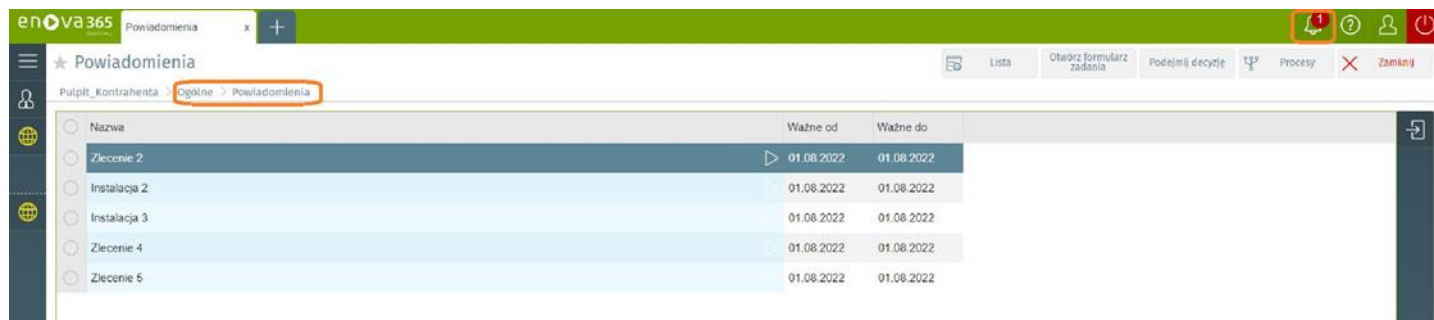 enova365
Powiadomienia x +
1
Powiadomienia
Lista
Otwórz formularz zadania
Podejmij decyzję
Procesy
Zamknij
Pulpit_Kontrahenta > Ogólne > Powiadomienia
Nazwa Ważne od Ważne do
Zlecenie 2 01.08.2022 01.08.2022
Instalacja 2 01.08.2022 01.08.2022
Instalacja 3 01.08.2022 01.08.2022
Zlecenie 4 01.08.2022 01.08.2022
Zlecenie 5 01.08.2022 01.08.2022